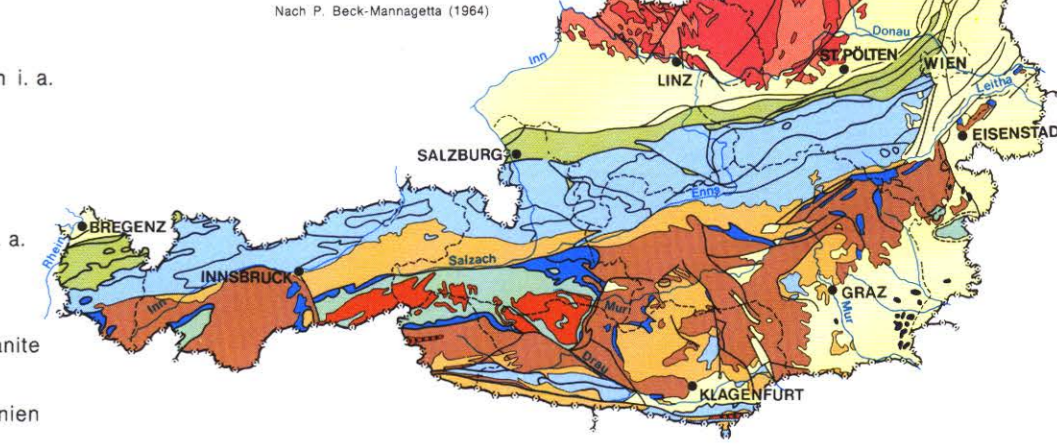 Nach P. Beck-Mannagetta (1964)
Donau
Inn
ST.PÖLTEN
LINZ
WIEN
h i. a.
Leitha
EISENSTAD
SALZBURG
Enns
a.
BREGENZ
Rhein
Salzach
INNSBRUCK
GRAZ
Inn
Mur
Mur
anite
Drau
KLAGENFURT
nien